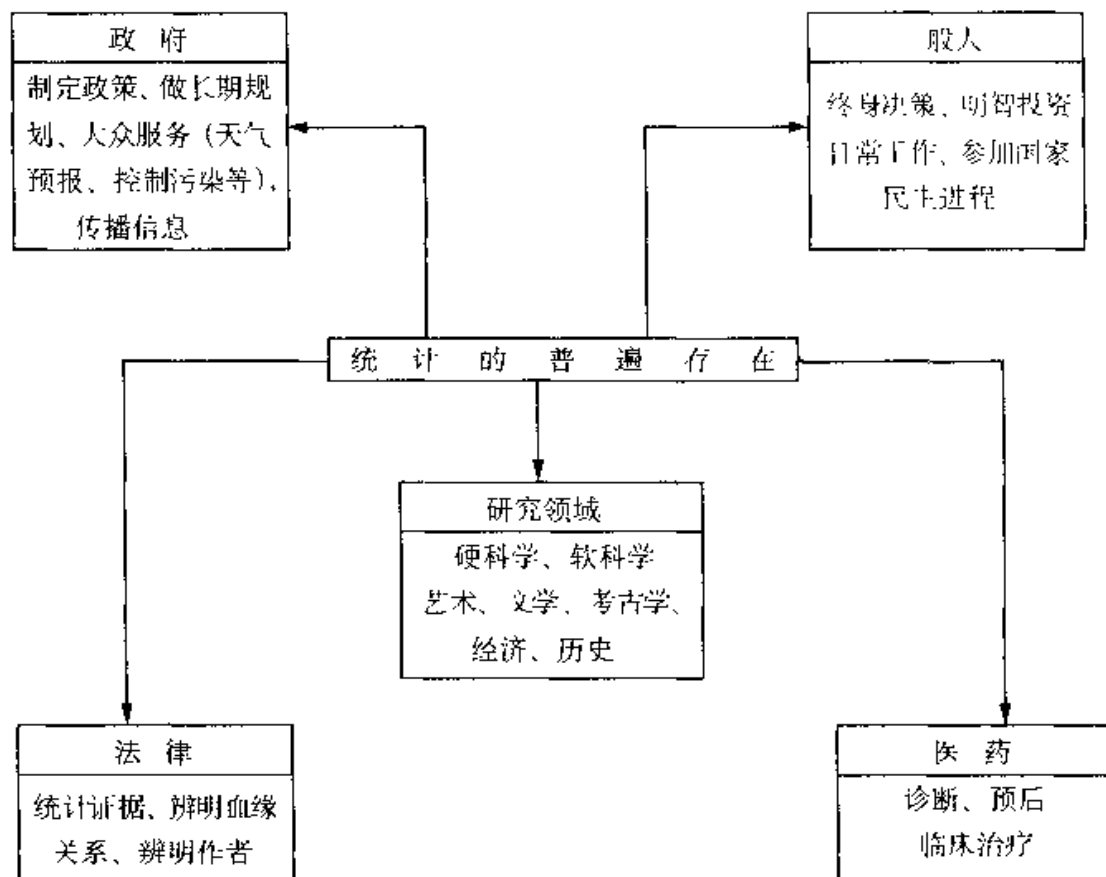 政府
制定政策、做长期规
划、大众服务（天气
预报、控制污染等）、
传播信息
般人
终身决策、明智投资
日常工作、参加国家
民主进程
统计的普遍存在
研究领域
硬科学、软科学
艺术、文学、考古学、
经济、历史
法律
统计证据、辨明血缘
关系、辨明作者
医药
诊断、预后
临床治疗